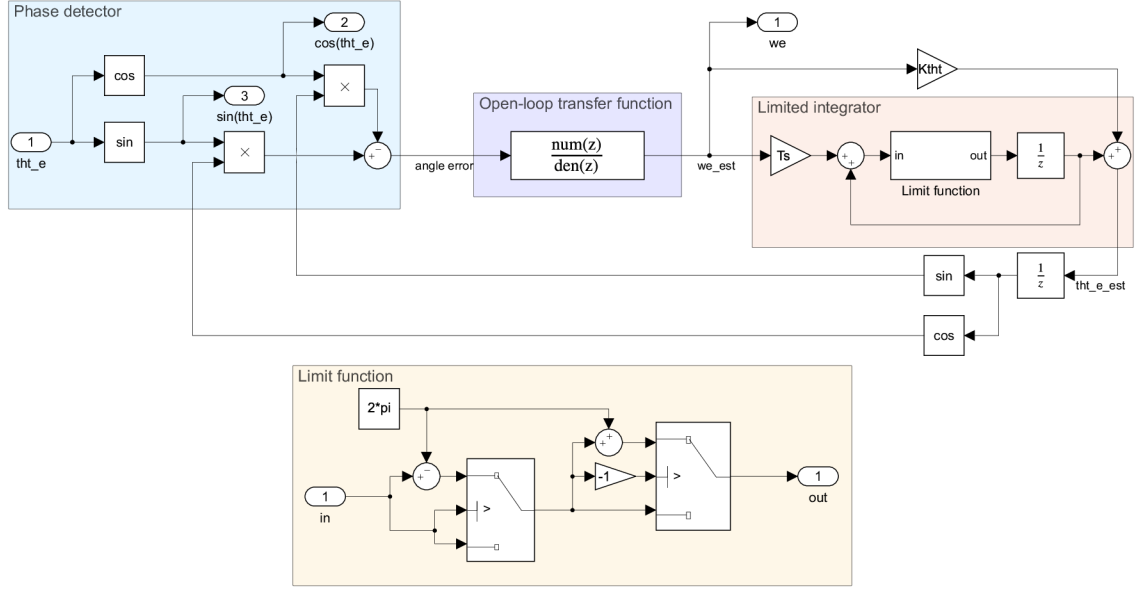 Phase detector
2
cos(tht_e)
cos
×
3
sin(tht_e)
1
tht_e
sin
×
+
−
angle error
Open-loop transfer function
num(z)
den(z)
we_est
1
we
Ktht
Limited integrator
Ts
+
+
in
out
Limit function
1
z
+
+
sin
1
z
tht_e_est
cos
Limit function
2*pi
+
−
1
in
>
+
+
-1
>
1
out